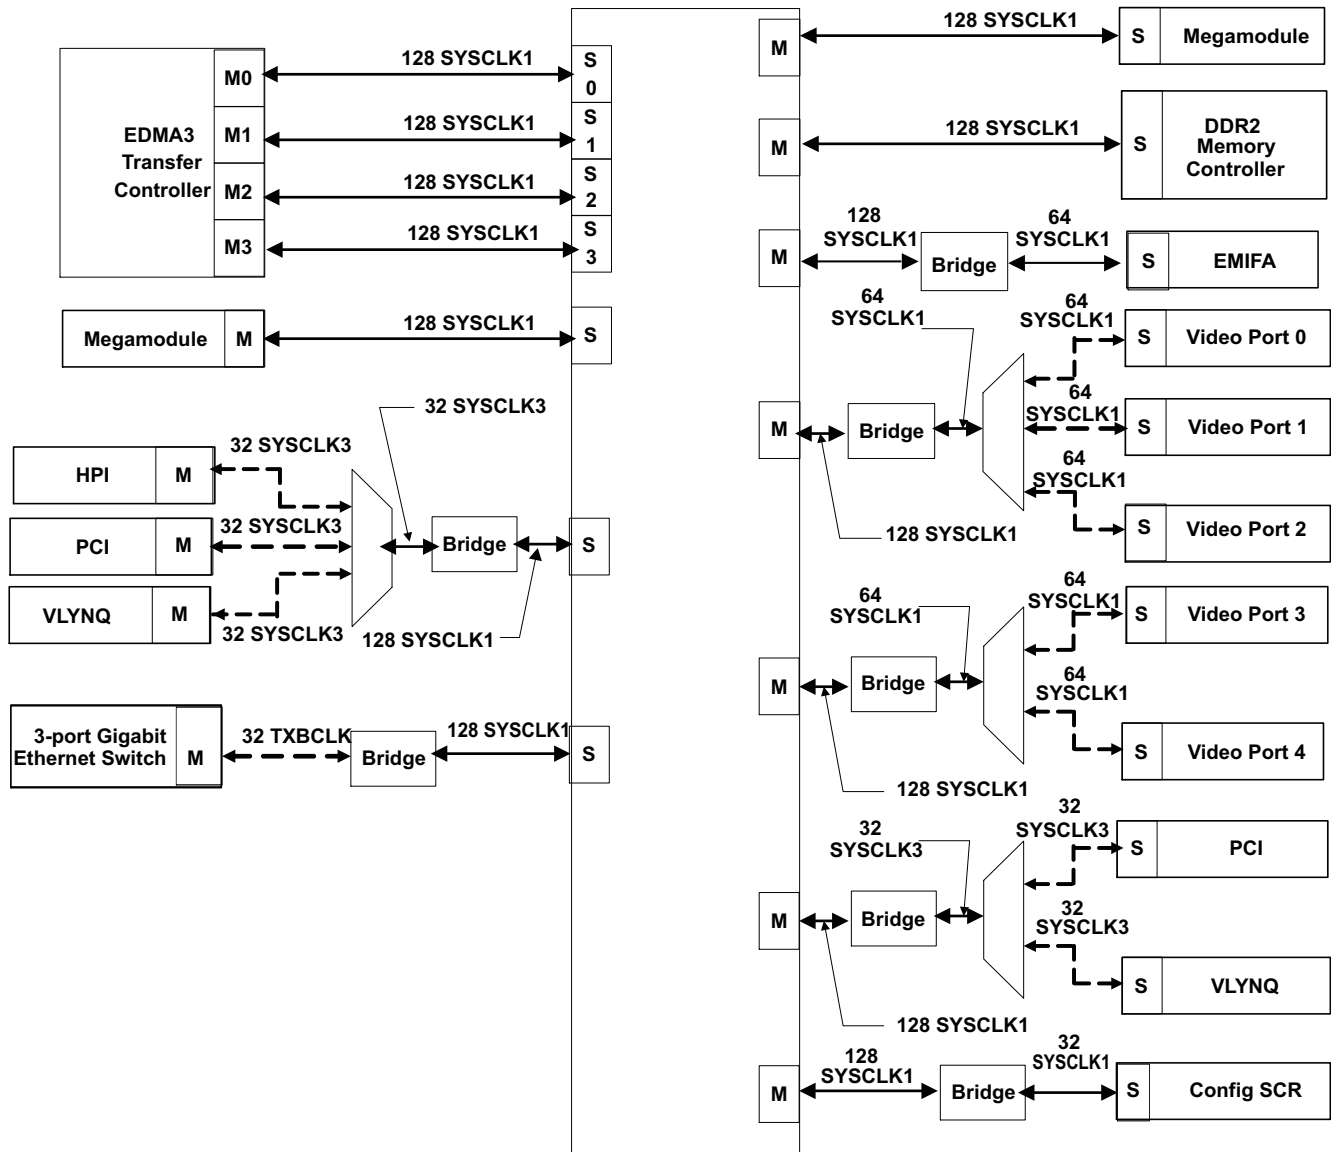 EDMA3
Transfer
Controller
M0
128 SYSCLK1
S
0
M1
128 SYSCLK1
S
1
M2
128 SYSCLK1
S
2
M3
128 SYSCLK1
S
3
Megamodule
M
128 SYSCLK1
S
32 SYSCLK3
HPI
M
32 SYSCLK3
PCI
M
32 SYSCLK3
VLYNQ
M
32 SYSCLK3
Bridge
S
128 SYSCLK1
3-port Gigabit
Ethernet Switch
M
32 TXBCLK
Bridge
128 SYSCLK1
S
M
128 SYSCLK1
S
Megamodule
M
128 SYSCLK1
S
DDR2
Memory
Controller
M
128
SYSCLK1
Bridge
64
SYSCLK1
S
EMIFA
64
SYSCLK1
M
Bridge
128 SYSCLK1
64
SYSCLK1
S
Video Port 0
64
SYSCLK1
S
Video Port 1
64
SYSCLK1
S
Video Port 2
64
SYSCLK1
M
Bridge
128 SYSCLK1
64
SYSCLK1
S
Video Port 3
64
SYSCLK1
S
Video Port 4
32
SYSCLK3
M
Bridge
128 SYSCLK1
32
SYSCLK3
S
PCI
32
SYSCLK3
S
VLYNQ
M
128
SYSCLK1
Bridge
32
SYSCLK1
S
Config SCR